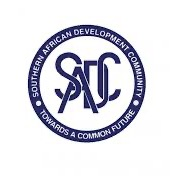 SOUTHERN AFRICAN DEVELOPMENT COMMUNITY
SADC
TOWARDS A COMMON FUTURE